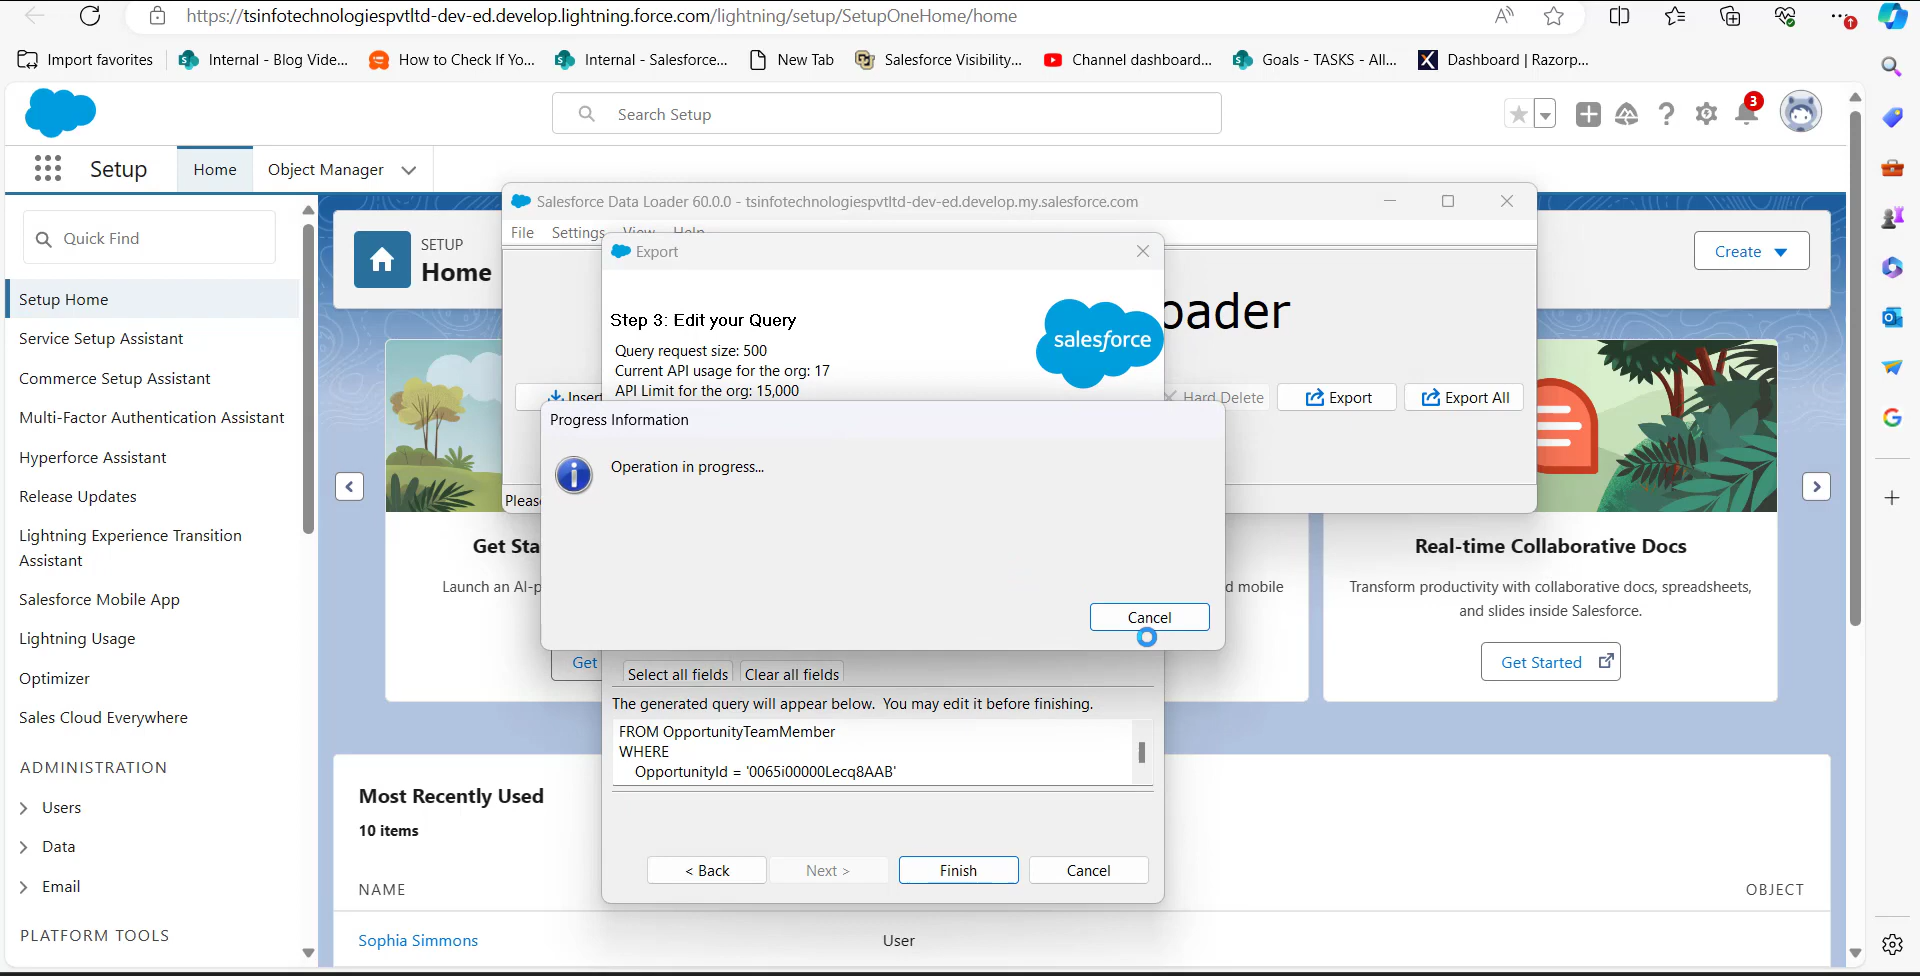 https://tsinfotechnologiespvtltd-dev-ed.develop.lightning.force.com/lightning/setup/SetupOneHome/home
Import favorites
Internal - Blog Vide...
How to Check If Yo...
Internal - Salesforce...
New Tab
Salesforce Visibility...
Channel dashboard...
Goals - TASKS - All...
Dashboard | Razorp...
Search Setup
3
Setup
Home
Object Manager
Salesforce Data Loader 60.0.0 - tsinfotechnologiespvtltd-dev-ed.develop.my.salesforce.com
File
Settings
View
Help
Quick Find
Setup Home
Service Setup Assistant
Commerce Setup Assistant
Multi-Factor Authentication Assistant
Hyperforce Assistant
Release Updates
Lightning Experience Transition
Assistant
Salesforce Mobile App
Lightning Usage
Optimizer
Sales Cloud Everywhere
ADMINISTRATION
Users
Data
Email
PLATFORM TOOLS
SETUP
Home
Create
Export
Step 3: Edit your Query
Query request size: 500
Current API usage for the org: 17
API Limit for the org: 15,000
salesforce
oader
Insert
Hard Delete
Export
Export All
Progress Information
Operation in progress...
Cancel
Please
Get Sta
Launch an AI-p
Get
d mobile
Real-time Collaborative Docs
Transform productivity with collaborative docs, spreadsheets,
and slides inside Salesforce.
Get Started
Select all fields
Clear all fields
The generated query will appear below. You may edit it before finishing.
FROM OpportunityTeamMember
WHERE
OpportunityId = '0065i00000Lecq8AAB'
< Back
Next >
Finish
Cancel
Most Recently Used
10 items
NAME
OBJECT
Sophia Simmons
User